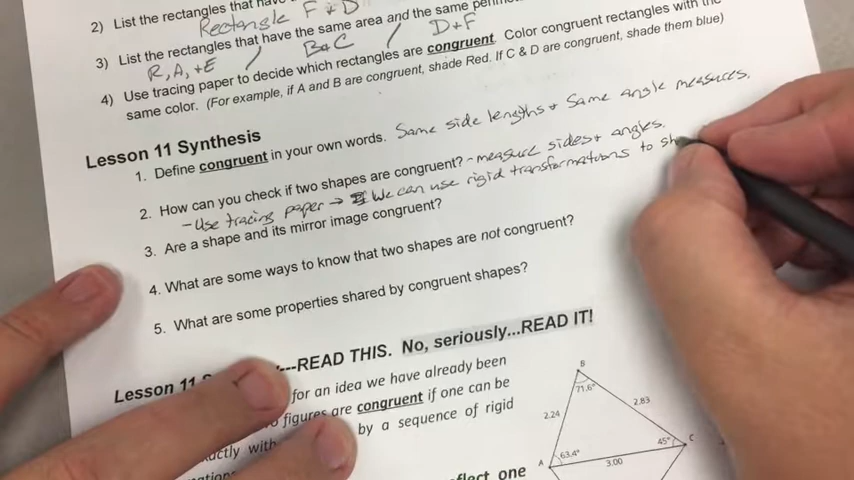 2) List the rectangles that have
Rectangle F & D
3) List the rectangles that have the same area and the same
R, A, + E / B & C / D + F
4) Use tracing paper to decide which rectangles are congruent. Color congruent rectangles with the
same color. (For example, if A and B are congruent, shade Red. If C & D are congruent, shade them blue)
Lesson 11 Synthesis
1. Define congruent in your own words. Same side lengths + Same angle measures.
2. How can you check if two shapes are congruent? - measure sides + angles.
- Use tracing paper → We can use rigid transformations to sh
3. Are a shape and its mirror image congruent?
4. What are some ways to know that two shapes are not congruent?
5. What are some properties shared by congruent shapes?
Lesson 11 ---READ THIS. No, seriously...READ IT!
for an idea we have already been
figures are congruent if one can be
with by a sequence of rigid
reflect one
B
71.6°
2.24
2.83
A
63.4°
3.00
45°
C